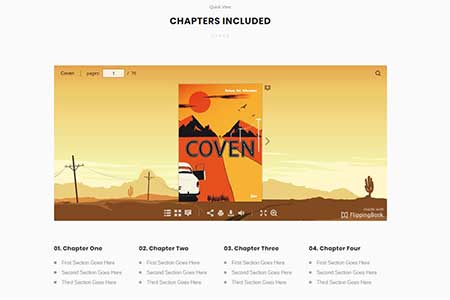 Quick View
CHAPTERS INCLUDED
Coven
pages:
1
/ 76
COVEN
made with
FlippingBook
01. Chapter One
02. Chapter Two
03. Chapter Three
04. Chapter Four
First Section Goes Here
First Section Goes Here
First Section Goes Here
First Section Goes Here
Second Section Goes Here
Second Section Goes Here
Second Section Goes Here
Second Section Goes Here
Third Section Goes Here
Third Section Goes Here
Third Section Goes Here
Third Section Goes Here